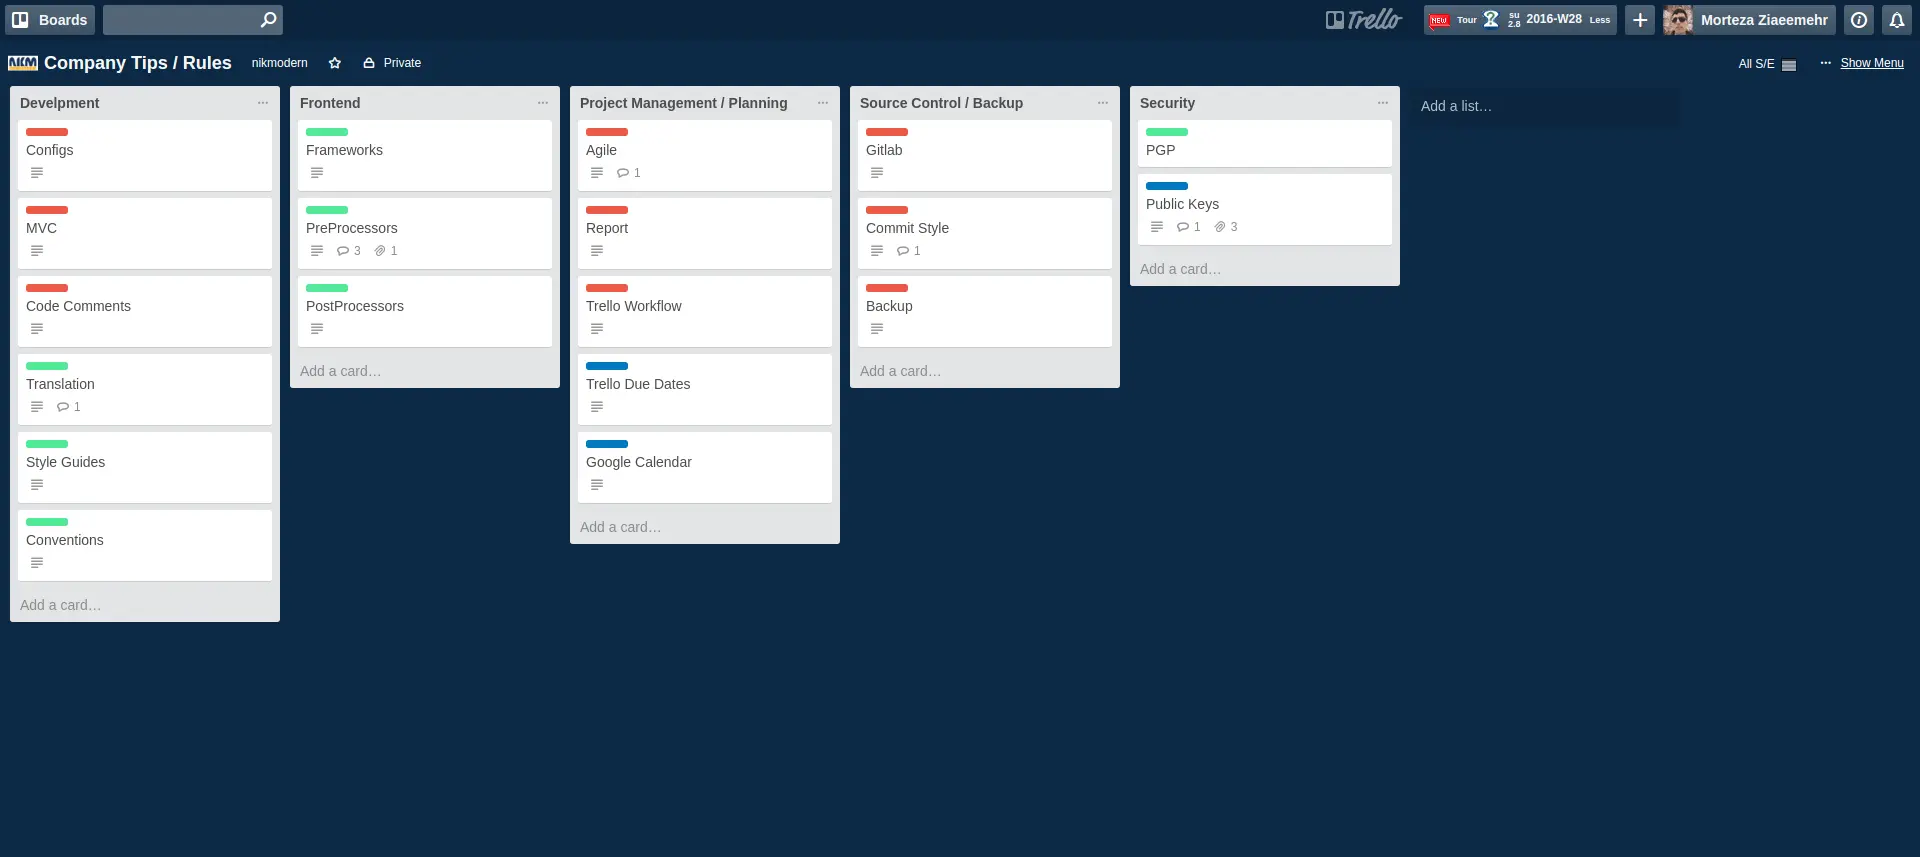 Boards
Trello
NEW Tour su 2.8 2016-W28 Less
Morteza Ziaeemehr
NKM Company Tips / Rules
nikmodern
Private
All S/E
Show Menu
Develpment
Configs
MVC
Code Comments
Translation
1
Style Guides
Conventions
Add a card…
Frontend
Frameworks
PreProcessors
3 1
PostProcessors
Add a card…
Project Management / Planning
Agile
1
Report
Trello Workflow
Trello Due Dates
Google Calendar
Add a card…
Source Control / Backup
Gitlab
Commit Style
1
Backup
Add a card…
Security
PGP
Public Keys
1 3
Add a card…
Add a list…